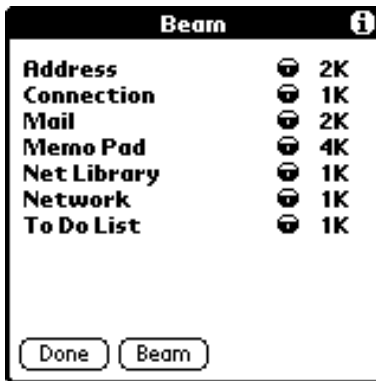 Beam
Address 2K
Connection 1K
Mail 2K
Memo Pad 4K
Net Library 1K
Network 1K
To Do List 1K
Done Beam